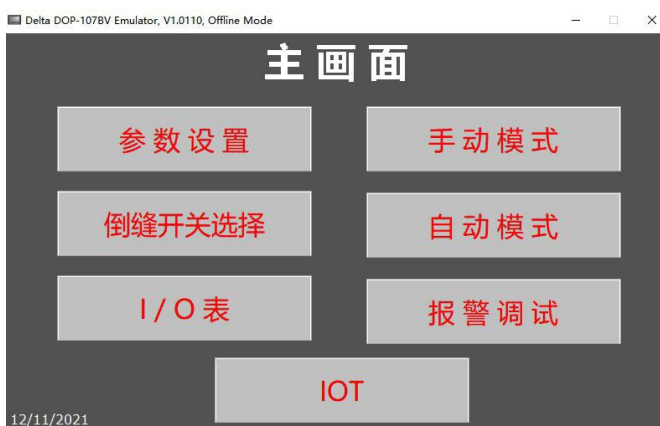 Delta DOP-107BV Emulator, V1.0110, Offline Mode
主画面
参数设置
手动模式
倒缝开关选择
自动模式
I/O表
报警调试
IOT
12/11/2021